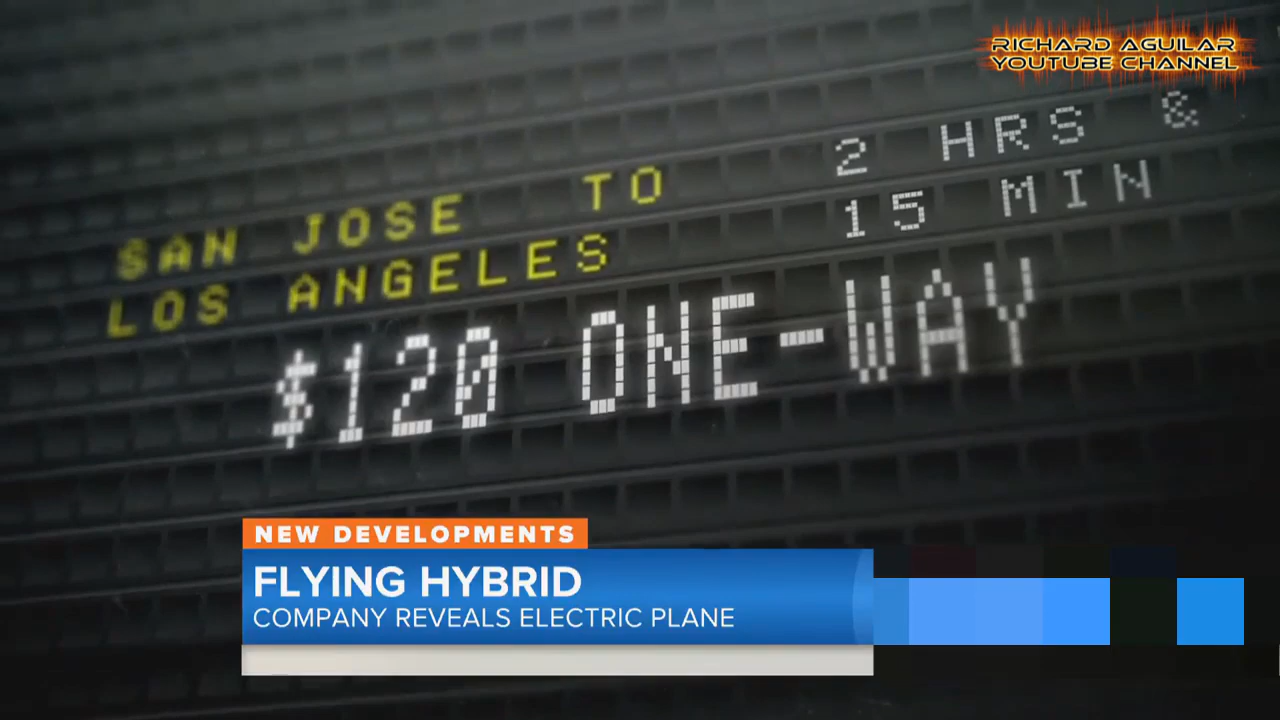 RICHARD AGUILAR
YOUTUBE CHANNEL
SAN JOSE TO
LOS ANGELES
2 HRS &
15 MIN
$120 ONE-WAY
NEW DEVELOPMENTS
FLYING HYBRID
COMPANY REVEALS ELECTRIC PLANE